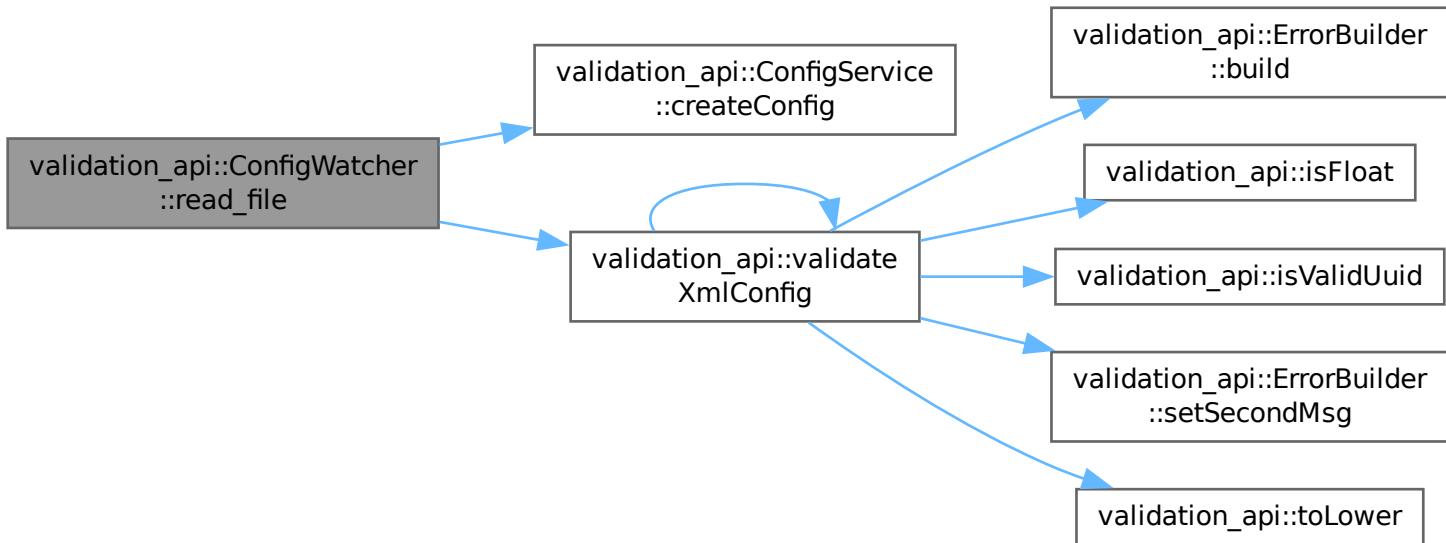 validation_api::ConfigWatcher
::read_file
validation_api::ConfigService
::createConfig
validation_api::validate
XmlConfig
validation_api::ErrorBuilder
::build
validation_api::isFloat
validation_api::isValidUuid
validation_api::ErrorBuilder
::setSecondMsg
validation_api::toLower